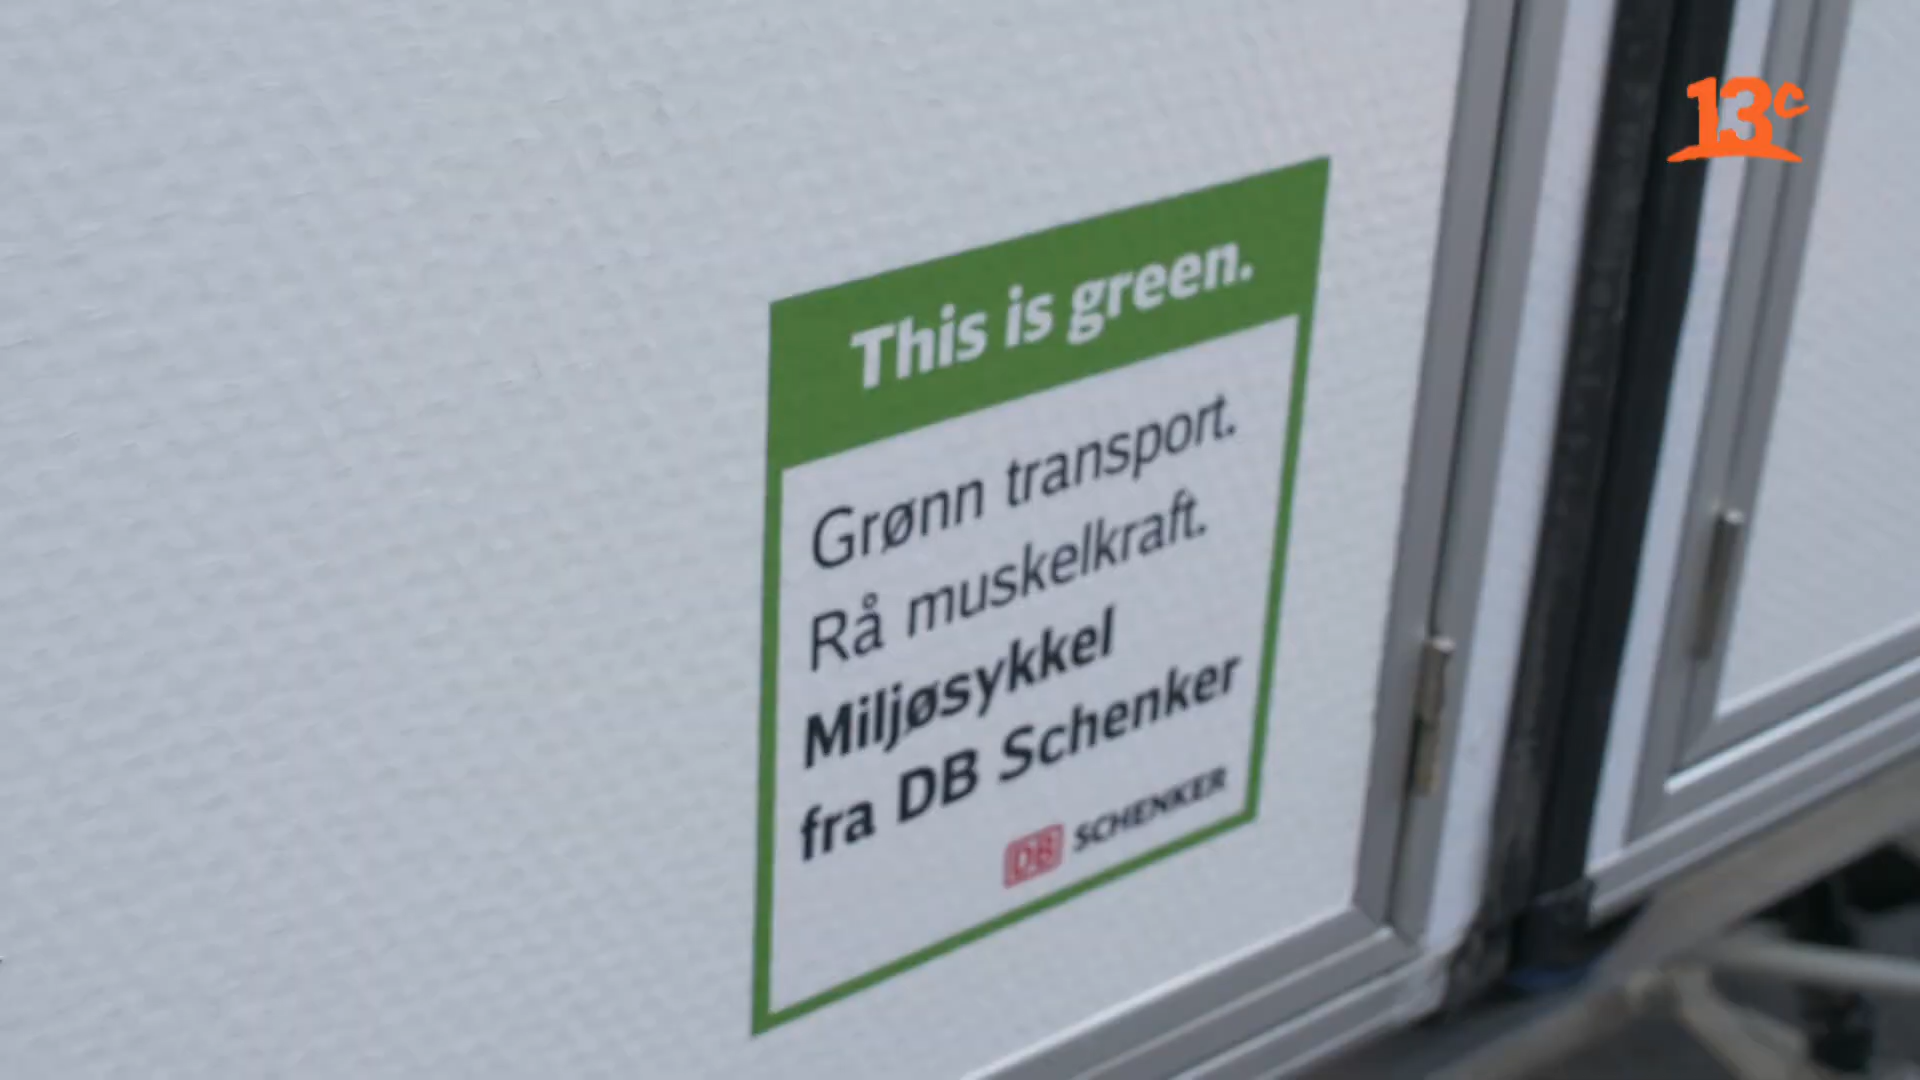 13c
This is green.
Grønn transport.
Rå muskelkraft.
Miljøsykkel
fra DB Schenker
DB SCHENKER